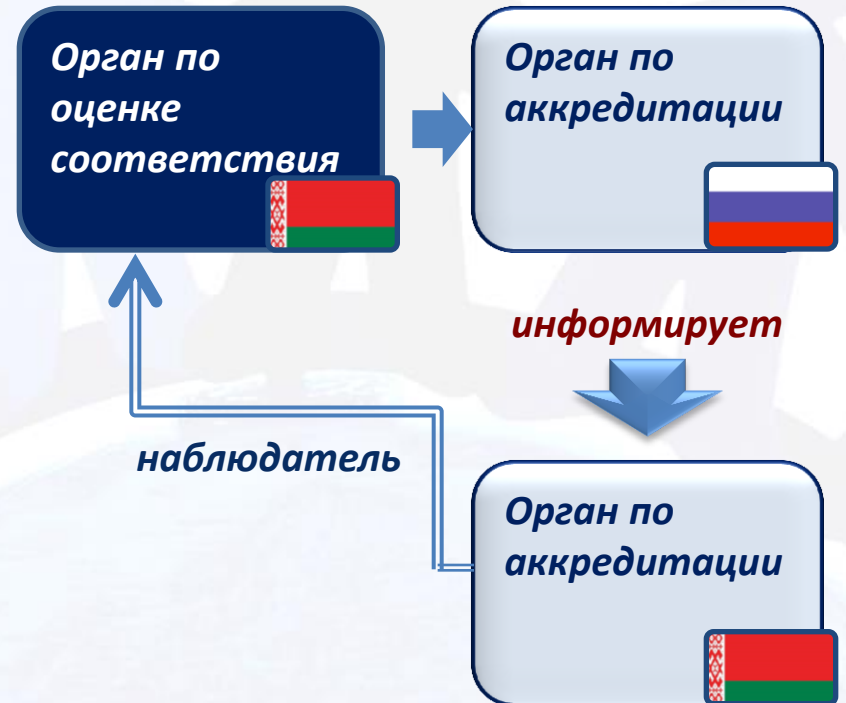 Орган по
оценке
соответствия
Орган по
аккредитации
информирует
наблюдатель
Орган по
аккредитации